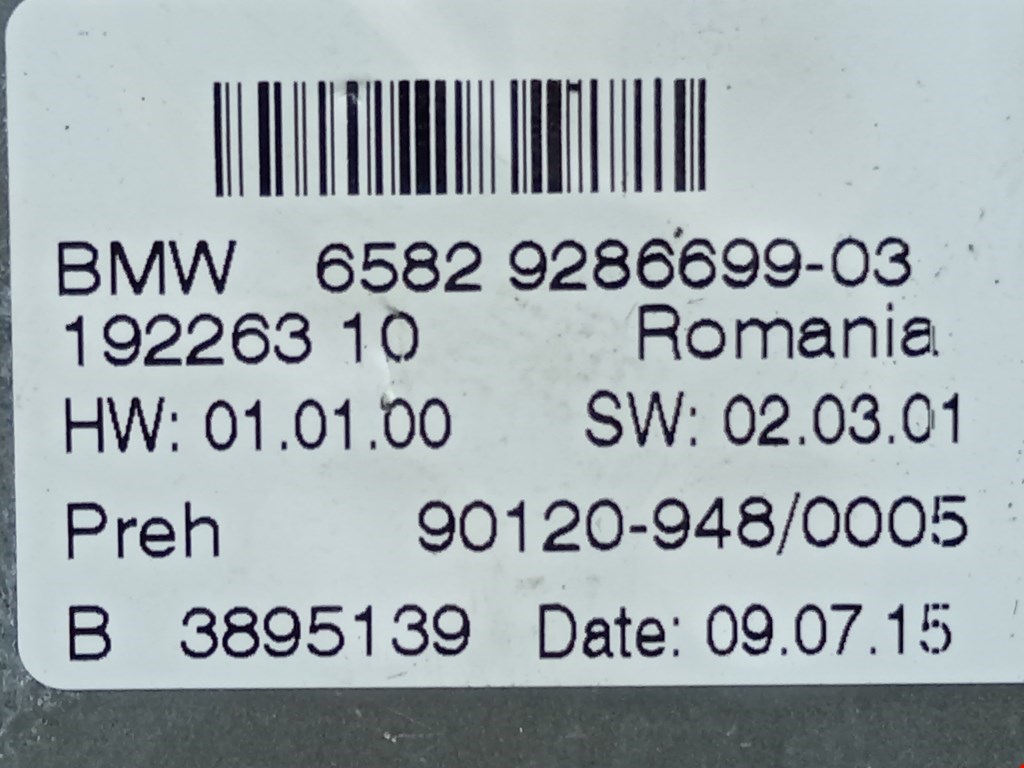 BMW 6582 9286699-03
192263 10 Romania
HW: 01.01.00 SW: 02.03.01
Preh 90120-948/0005
B 3895139 Date: 09.07.15